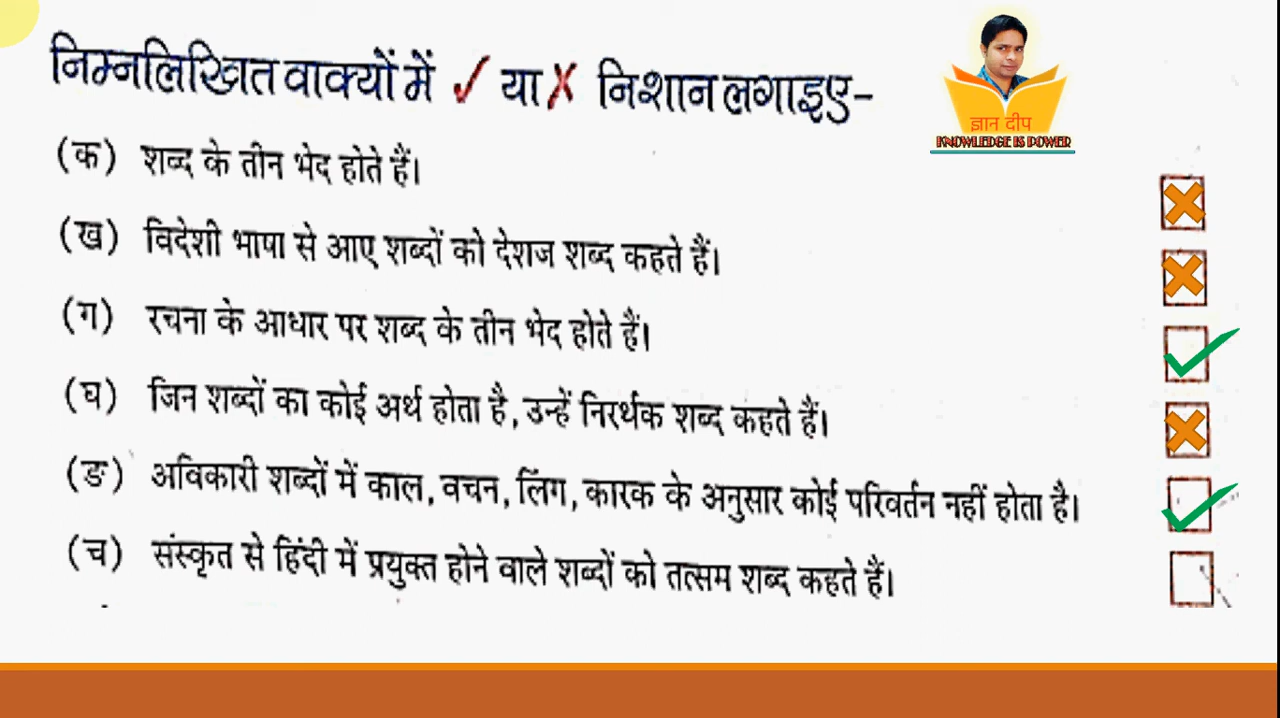 निम्नलिखित वाक्यों में ✓ या ✗ निशान लगाइए-
ज्ञान दीप
KNOWLEDGE IS POWER
(क) शब्द के तीन भेद होते हैं।
(ख) विदेशी भाषा से आए शब्दों को देशज शब्द कहते हैं।
(ग) रचना के आधार पर शब्द के तीन भेद होते हैं।
(घ) जिन शब्दों का कोई अर्थ होता है, उन्हें निरर्थक शब्द कहते हैं।
(ङ) अविकारी शब्दों में काल, वचन, लिंग, कारक के अनुसार कोई परिवर्तन नहीं होता है।
(च) संस्कृत से हिंदी में प्रयुक्त होने वाले शब्दों को तत्सम शब्द कहते हैं।